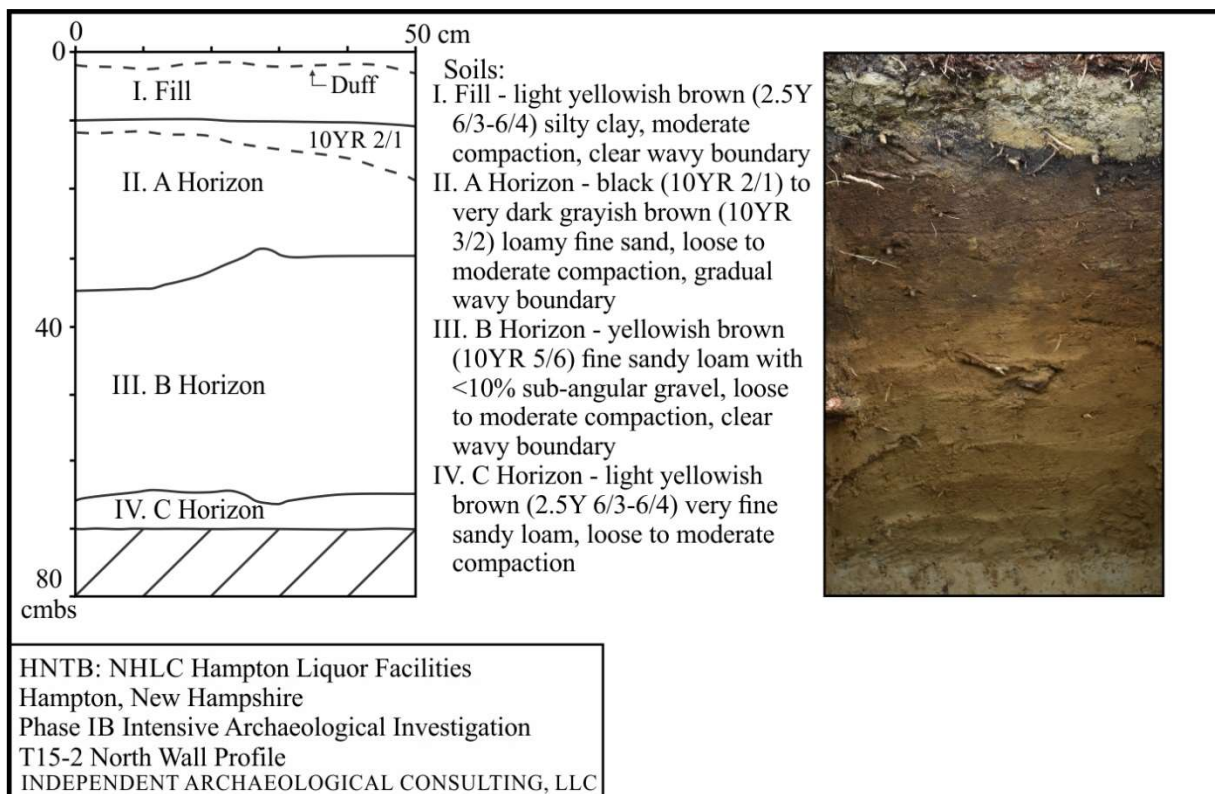 0
50 cm
0
I. Fill
Duff
10YR 2/1
II. A Horizon
40
III. B Horizon
IV. C Horizon
80
cmbs
Soils:
I. Fill - light yellowish brown (2.5Y
6/3-6/4) silty clay, moderate
compaction, clear wavy boundary
II. A Horizon - black (10YR 2/1) to
very dark grayish brown (10YR
3/2) loamy fine sand, loose to
moderate compaction, gradual
wavy boundary
III. B Horizon - yellowish brown
(10YR 5/6) fine sandy loam with
<10% sub-angular gravel, loose
to moderate compaction, clear
wavy boundary
IV. C Horizon - light yellowish
brown (2.5Y 6/3-6/4) very fine
sandy loam, loose to moderate
compaction
HNTB: NHLC Hampton Liquor Facilities
Hampton, New Hampshire
Phase IB Intensive Archaeological Investigation
T15-2 North Wall Profile
INDEPENDENT ARCHAEOLOGICAL CONSULTING, LLC